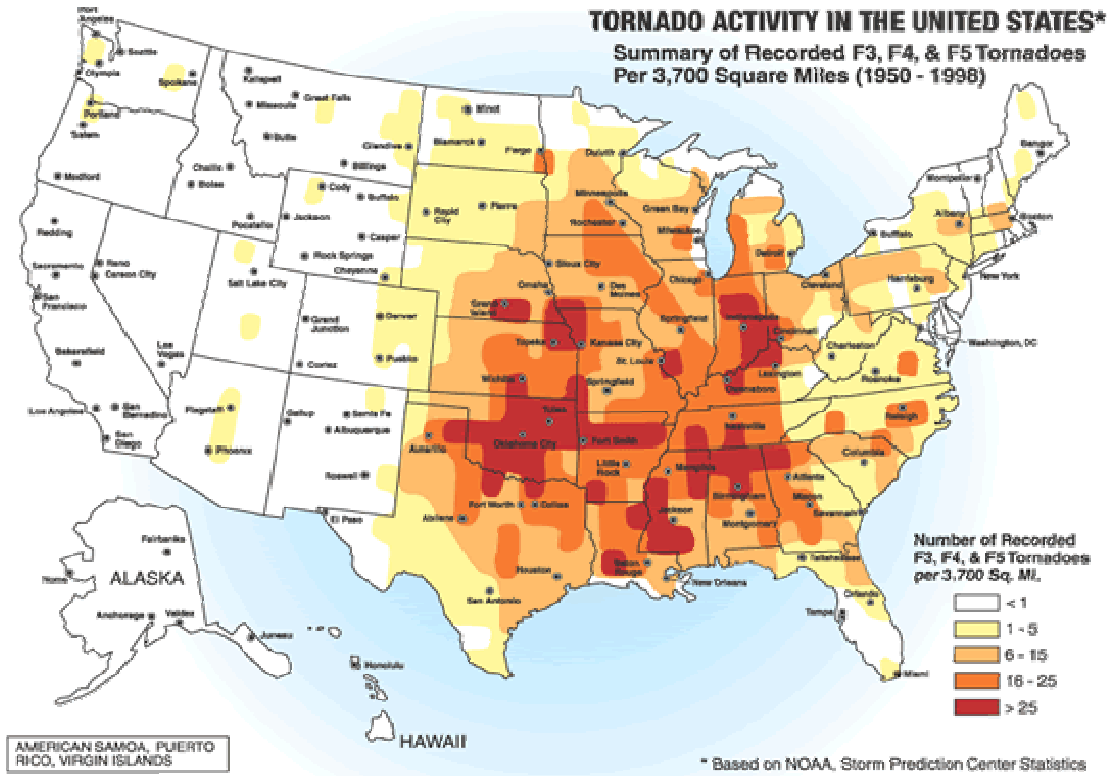 TORNADO ACTIVITY IN THE UNITED STATES*
Summary of Recorded F3, F4, & F5 Tornadoes
Per 3,700 Square Miles (1950 - 1998)
Port
Angeles
Seattle
Olympia
Spokane
Portland
Salem
Medford
Kalispell
Great Falls
Missoula
Butte
Glendive
Billings
Challis
Boise
Pocatello
Minot
Bismarck
Fargo
Duluth
Cody
Buffalo
Jackson
Casper
Rock Springs
Cheyenne
Rapid
City
Pierre
Minneapolis
Rochester
Green Bay
Milwaukee
Bangor
Montpelier
Albany
Boston
Buffalo
Detroit
Redding
Sacramento
San
Francisco
Reno
Carson City
Salt Lake City
Sioux City
Omaha
Des
Moines
Chicago
Cleveland
Harrisburg
New York
Grand
Island
Denver
Grand
Junction
Pueblo
Cortez
Topeka
Kansas City
Springfield
St. Louis
Indianapolis
Cincinnati
Charleston
Washington, DC
Bakersfield
Las
Vegas
Los Angeles
San
Bernardino
San
Diego
Flagstaff
Phoenix
Gallup
Santa Fe
Albuquerque
Roswell
El Paso
Wichita
Springfield
Owensboro
Lexington
Roanoke
Raleigh
Tulsa
Oklahoma City
Amarillo
Fort Smith
Little
Rock
Memphis
Nashville
Columbia
Atlanta
Macon
Savannah
Birmingham
Montgomery
Jackson
Fort Worth
Dallas
Abilene
Houston
San Antonio
Baton
Rouge
New Orleans
Tallahassee
Orlando
Tampa
Miami
Fairbanks
Nome
ALASKA
Anchorage
Valdez
Juneau
Honolulu
HAWAII
Number of Recorded
F3, F4, & F5 Tornadoes
per 3,700 Sq. Mi.
< 1
1 - 5
6 - 15
16 - 25
> 25
AMERICAN SAMOA, PUERTO
RICO, VIRGIN ISLANDS
* Based on NOAA, Storm Prediction Center Statistics